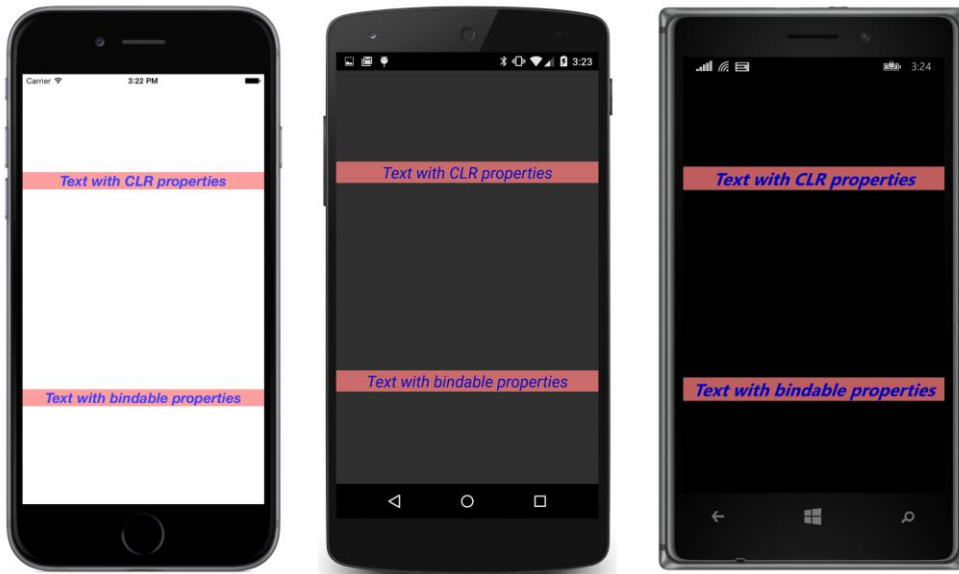 Carrier
3:22 PM
Text with CLR properties
Text with bindable properties
3:23
Text with CLR properties
Text with bindable properties
3:24
Text with CLR properties
Text with bindable properties